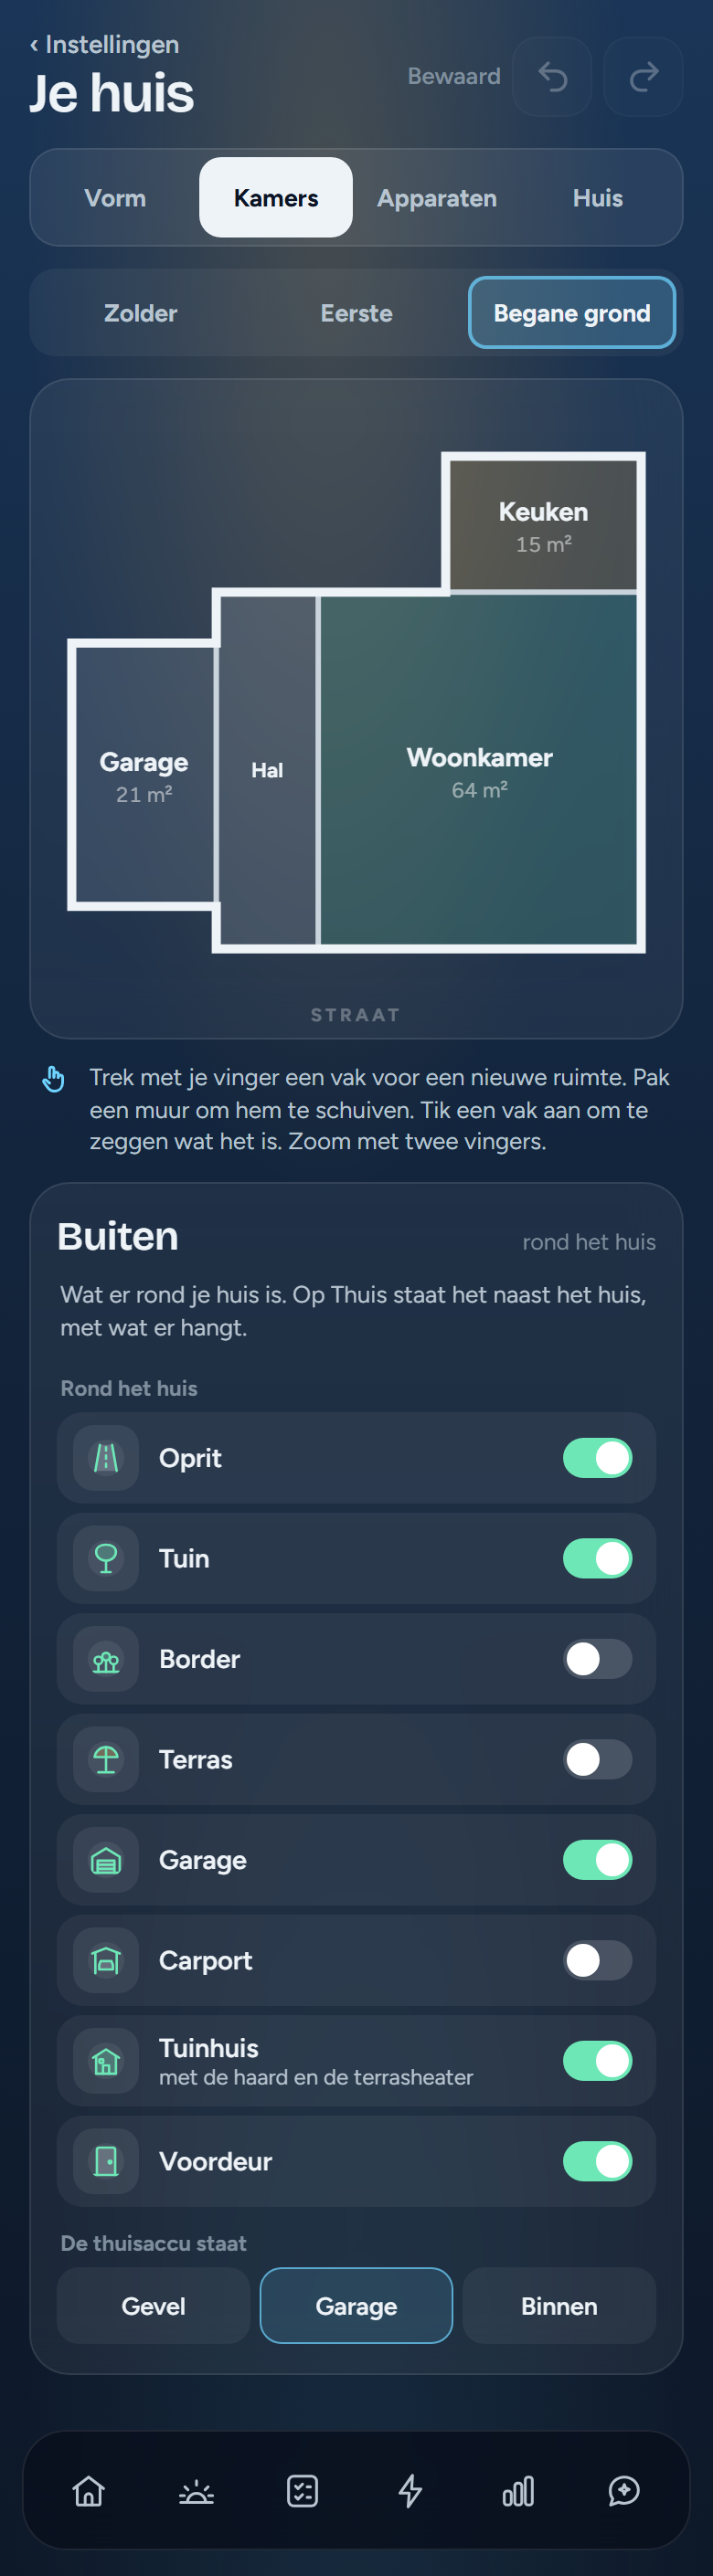 ‹ Instellingen
Je huis
Bewaard
Vorm
Kamers
Apparaten
Huis
Zolder
Eerste
Begane grond
Keuken
15 m²
Garage
21 m²
Hal
Woonkamer
64 m²
STRAAT
Trek met je vinger een vak voor een nieuwe ruimte. Pak
een muur om hem te schuiven. Tik een vak aan om te
zeggen wat het is. Zoom met twee vingers.
Buiten
rond het huis
Wat er rond je huis is. Op Thuis staat het naast het huis,
met wat er hangt.
Rond het huis
Oprit
Tuin
Border
Terras
Garage
Carport
Tuinhuis
met de haard en de terrasheater
Voordeur
De thuisaccu staat
Gevel
Garage
Binnen